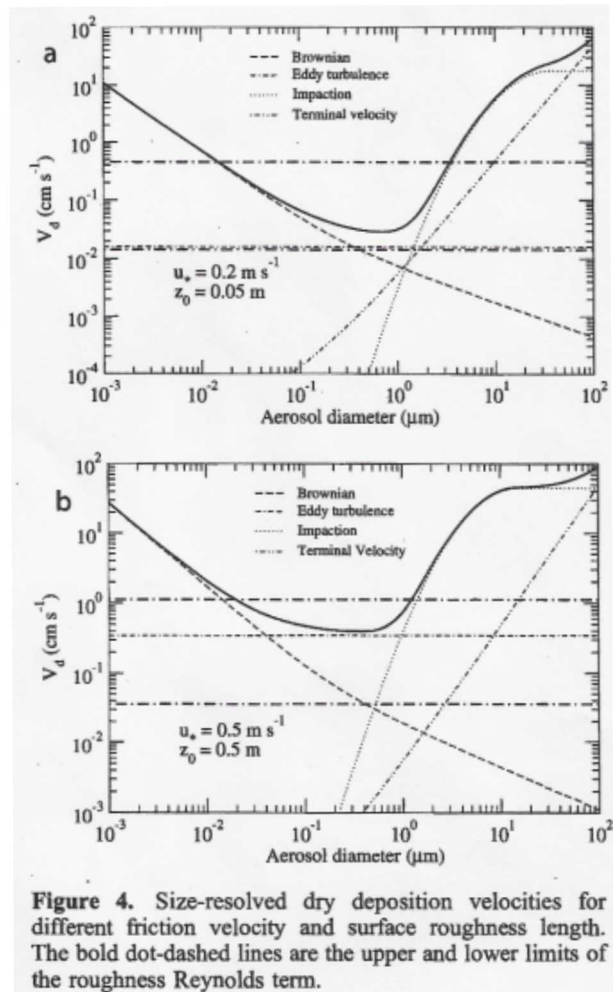 a
10²
10¹
10⁰
10⁻¹
10⁻²
10⁻³
10⁻⁴
V_d (cm s⁻¹)
Brownian
Eddy turbulence
Impaction
Terminal velocity
u_* = 0.2 m s⁻¹
z₀ = 0.05 m
10⁻³ 10⁻² 10⁻¹ 10⁰ 10¹ 10²
Aerosol diameter (μm)
b
10²
10¹
10⁰
10⁻¹
10⁻²
10⁻³
V_d (cm s⁻¹)
Brownian
Eddy turbulence
Impaction
Terminal Velocity
u_* = 0.5 m s⁻¹
z₀ = 0.5 m
10⁻³ 10⁻² 10⁻¹ 10⁰ 10¹ 10²
Aerosol diameter (μm)
Figure 4. Size-resolved dry deposition velocities for
different friction velocity and surface roughness length.
The bold dot-dashed lines are the upper and lower limits of
the roughness Reynolds term.